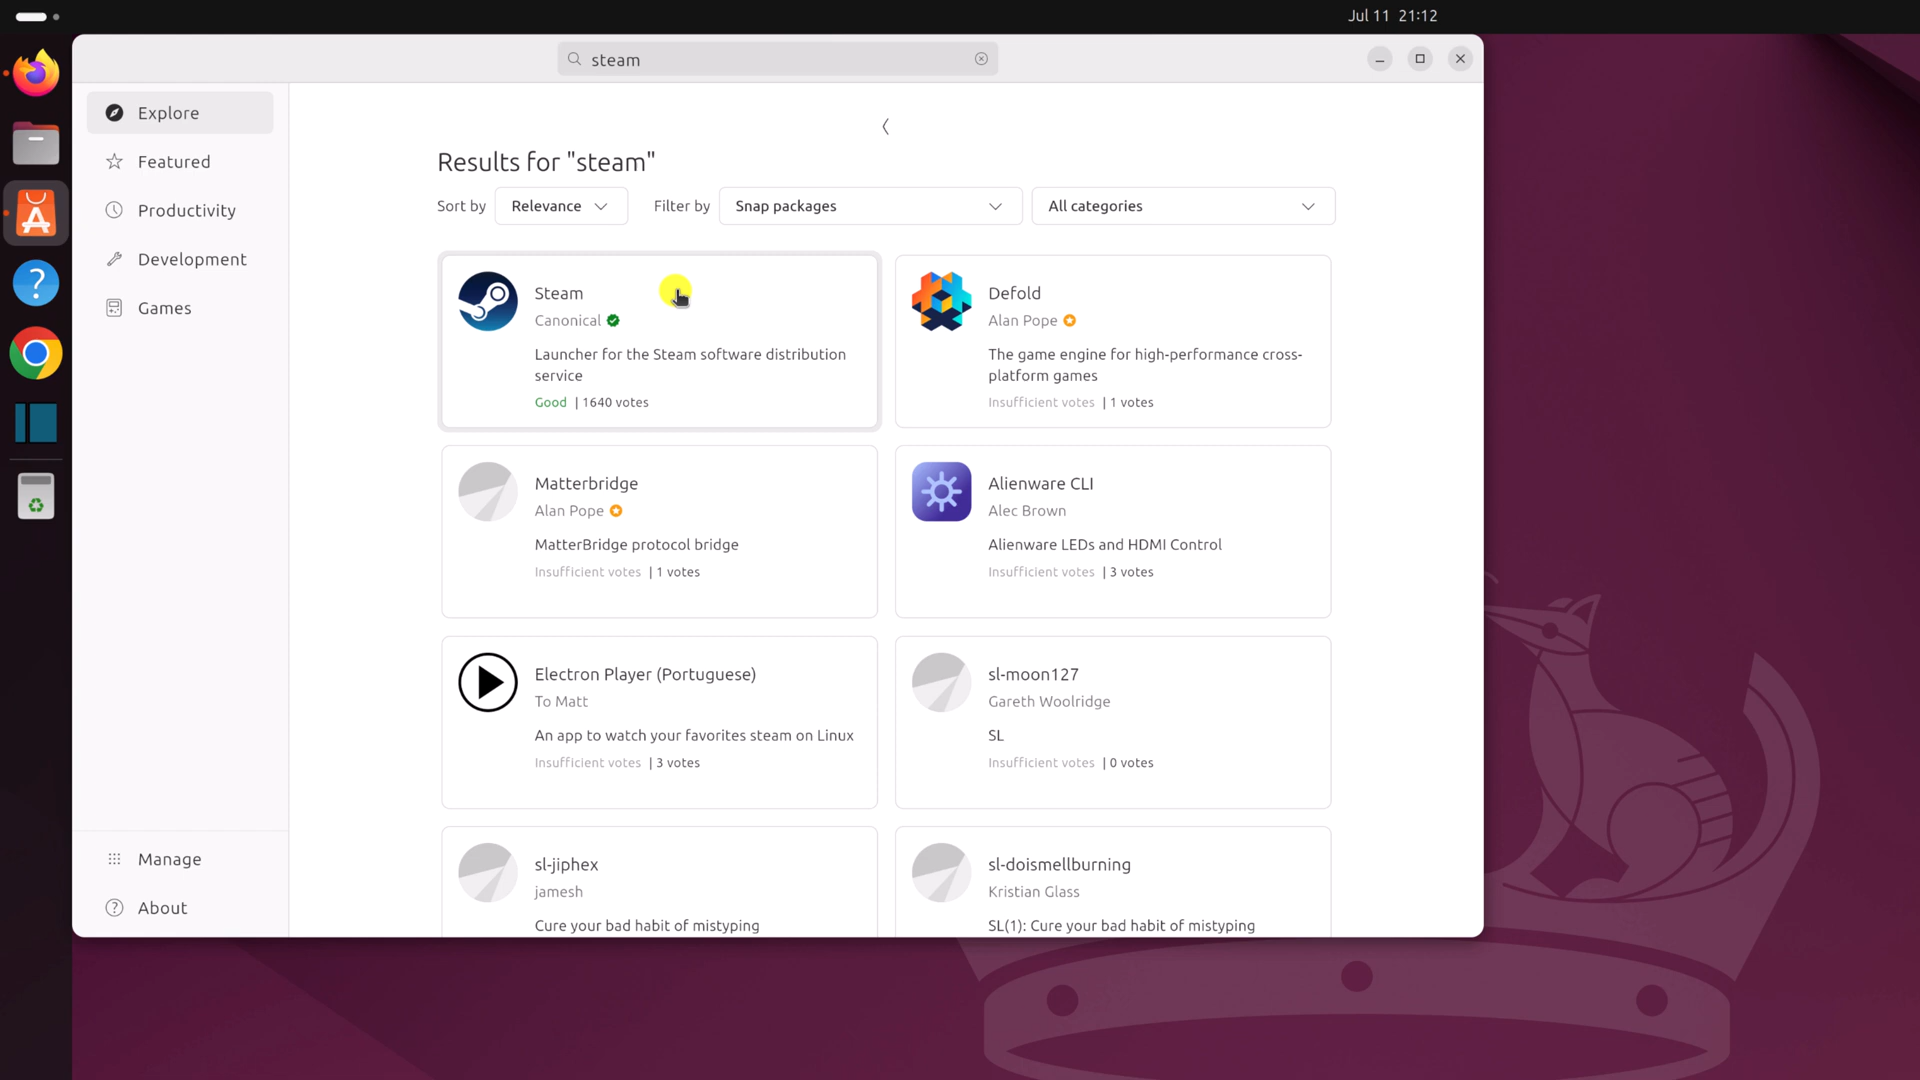 Jul 11 21:12
steam
Explore
Featured
Productivity
Development
Games
Manage
About
Results for "steam"
Sort by Relevance Filter by Snap packages All categories
Steam
Canonical
Launcher for the Steam software distribution
service
Good | 1640 votes
Defold
Alan Pope
The game engine for high-performance cross-
platform games
Insufficient votes | 1 votes
Matterbridge
Alan Pope
MatterBridge protocol bridge
Insufficient votes | 1 votes
Alienware CLI
Alec Brown
Alienware LEDs and HDMI Control
Insufficient votes | 3 votes
Electron Player (Portuguese)
To Matt
An app to watch your favorites steam on Linux
Insufficient votes | 3 votes
sl-moon127
Gareth Woolridge
SL
Insufficient votes | 0 votes
sl-jiphex
jamesh
Cure your bad habit of mistyping
sl-doismellburning
Kristian Glass
SL(1): Cure your bad habit of mistyping